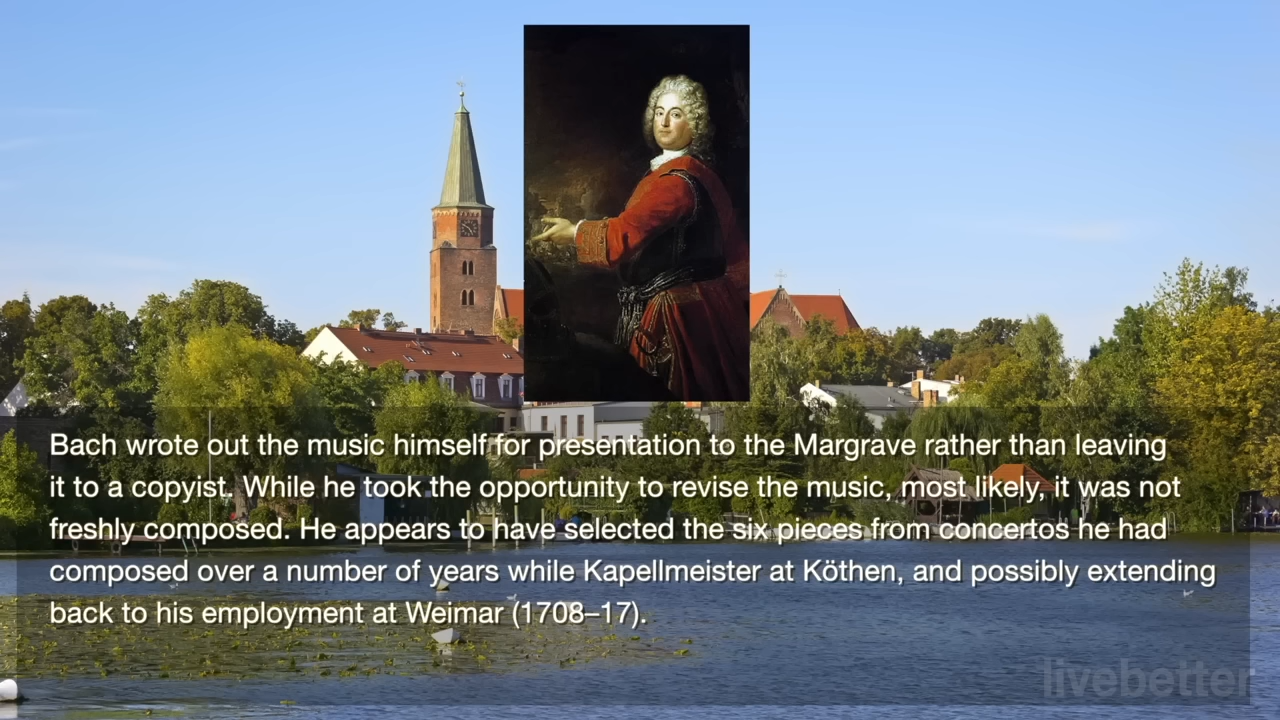 Bach wrote out the music himself for presentation to the Margrave rather than leaving
it to a copyist. While he took the opportunity to revise the music, most likely, it was not
freshly composed. He appears to have selected the six pieces from concertos he had
composed over a number of years while Kapellmeister at Köthen, and possibly extending
back to his employment at Weimar (1708–17).
livebetter